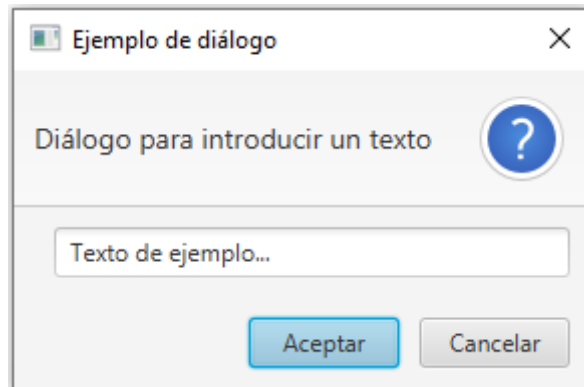 Ejemplo de diálogo
Diálogo para introducir un texto
?
Texto de ejemplo...
Aceptar Cancelar